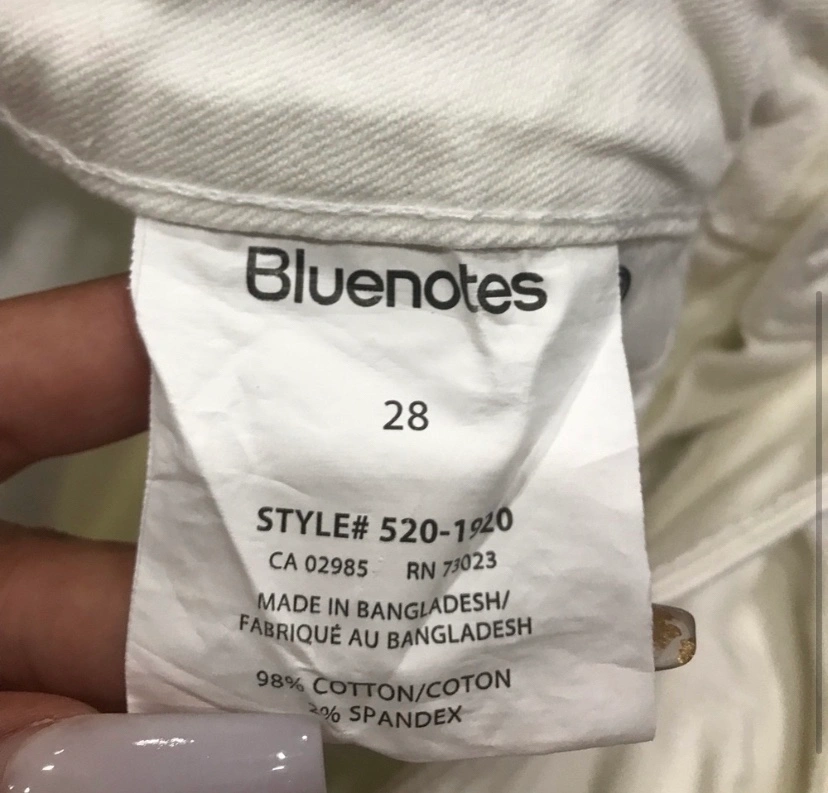 Bluenotes
28
STYLE# 520-1920
CA 02985 RN 73023
MADE IN BANGLADESH/
FABRIQUÉ AU BANGLADESH
98% COTTON/COTON
2% SPANDEX